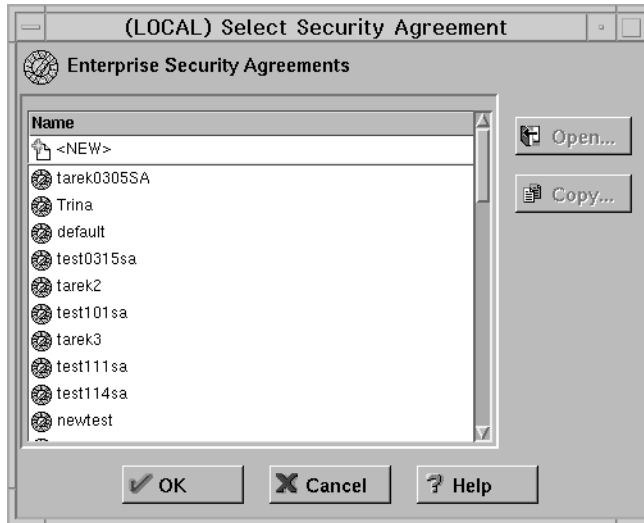 (LOCAL) Select Security Agreement
Enterprise Security Agreements
Name
<NEW>
tarek0305SA
Trina
default
test0315sa
tarek2
test101sa
tarek3
test111sa
test114sa
newtest
Open...
Copy...
OK Cancel Help